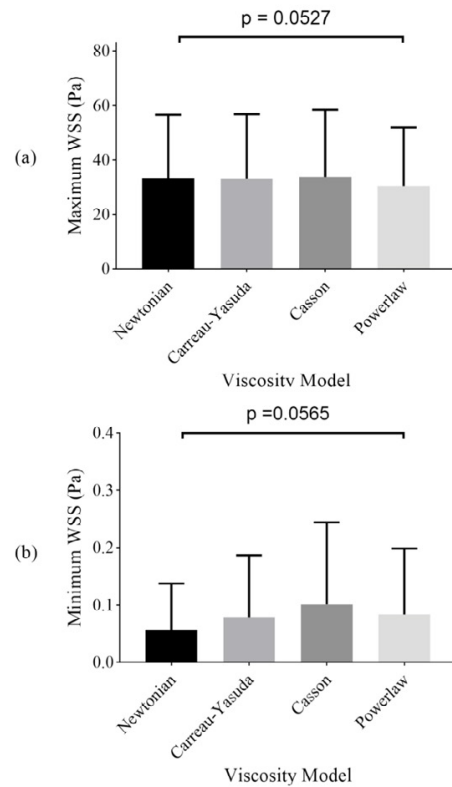 p = 0.0527
(a)
Maximum WSS (Pa)
80
60
40
20
0
Newtonian
Carreau-Yasuda
Casson
Powerlaw
Viscosity Model
p =0.0565
(b)
Minimum WSS (Pa)
0.4
0.3
0.2
0.1
0.0
Newtonian
Carreau-Yasuda
Casson
Powerlaw
Viscosity Model